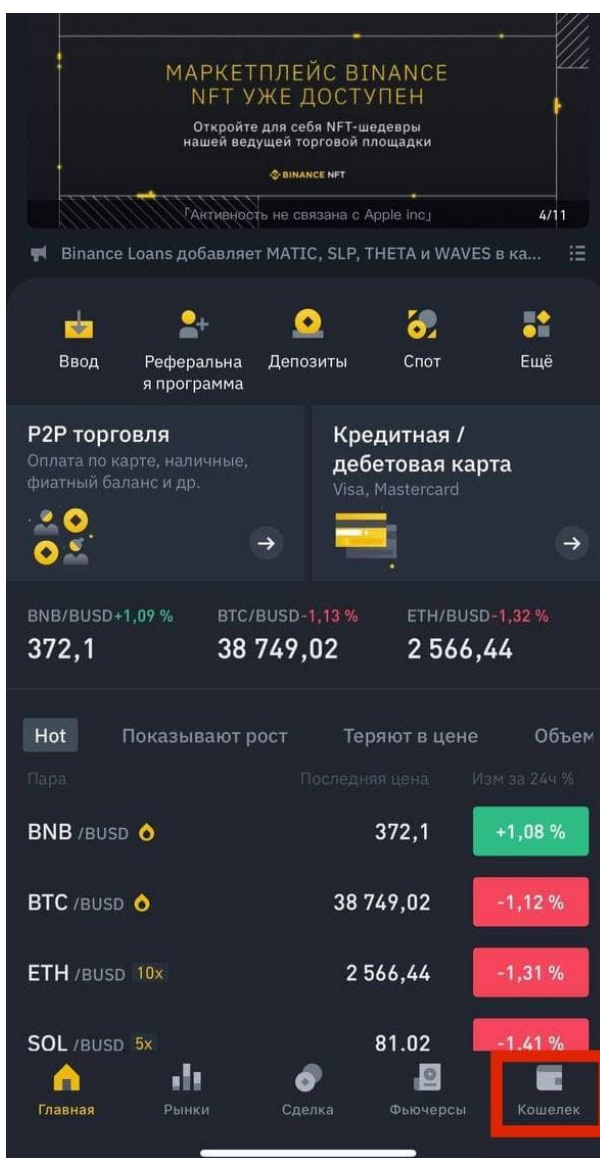 МАРКЕТПЛЕЙС BINANCE
NFT УЖЕ ДОСТУПЕН
Откройте для себя NFT-шедевры
нашей ведущей торговой площадки
BINANCE NFT
「Активность не связана с Apple inc」 4/11
Binance Loans добавляет MATIC, SLP, THETA и WAVES в ка...
Ввод Реферальна Депозиты Спот Ещё
я программа
P2P торговля
Оплата по карте, наличные,
фиатный баланс и др.
Кредитная /
дебетовая карта
Visa, Mastercard
BNB/BUSD+1,09 % BTC/BUSD-1,13 % ETH/BUSD-1,32 %
372,1 38 749,02 2 566,44
Hot Показывают рост Теряют в цене Объем
Пара Последняя цена Изм за 24ч %
BNB /BUSD 372,1 +1,08 %
BTC /BUSD 38 749,02 -1,12 %
ETH /BUSD 10x 2 566,44 -1,31 %
SOL /BUSD 5x 81.02 -1.41 %
Главная Рынки Сделка Фьючерсы Кошелек